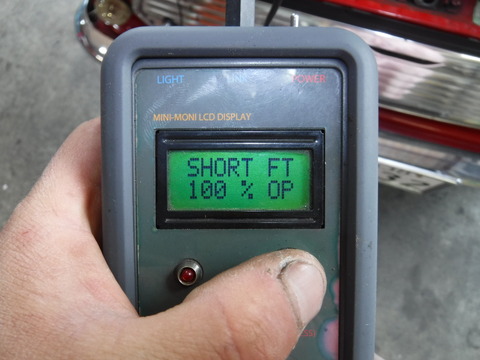 LIGHT POWER
MINI-MONI LCD DISPLAY
SHORT FT
100 % OP